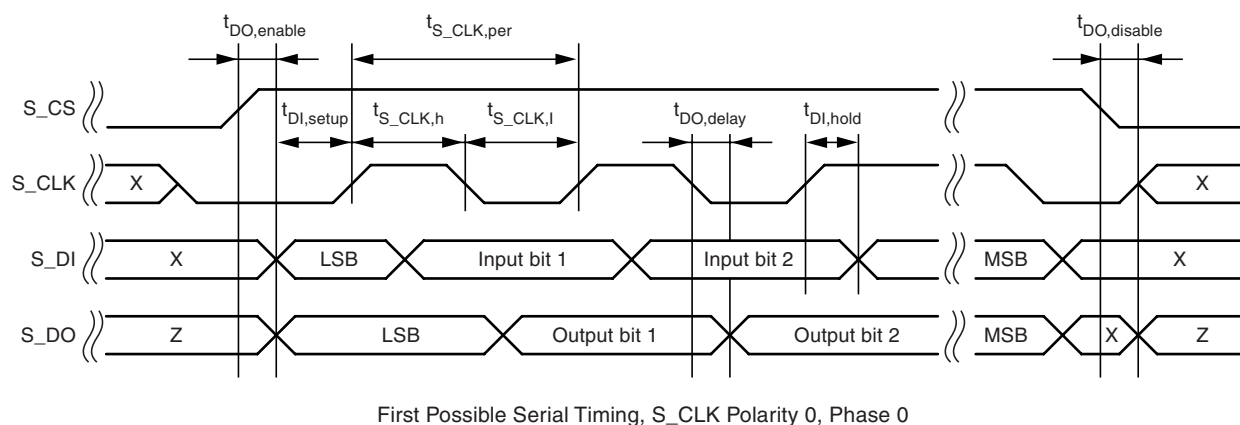 tDO,enable
tS_CLK,per
tDO,disable
S_CS
tDI,setup
tS_CLK,h
tS_CLK,l
tDO,delay
tDI,hold
S_CLK
X
X
S_DI
X
LSB
Input bit 1
Input bit 2
MSB
X
S_DO
Z
LSB
Output bit 1
Output bit 2
MSB
X
Z
First Possible Serial Timing, S_CLK Polarity 0, Phase 0